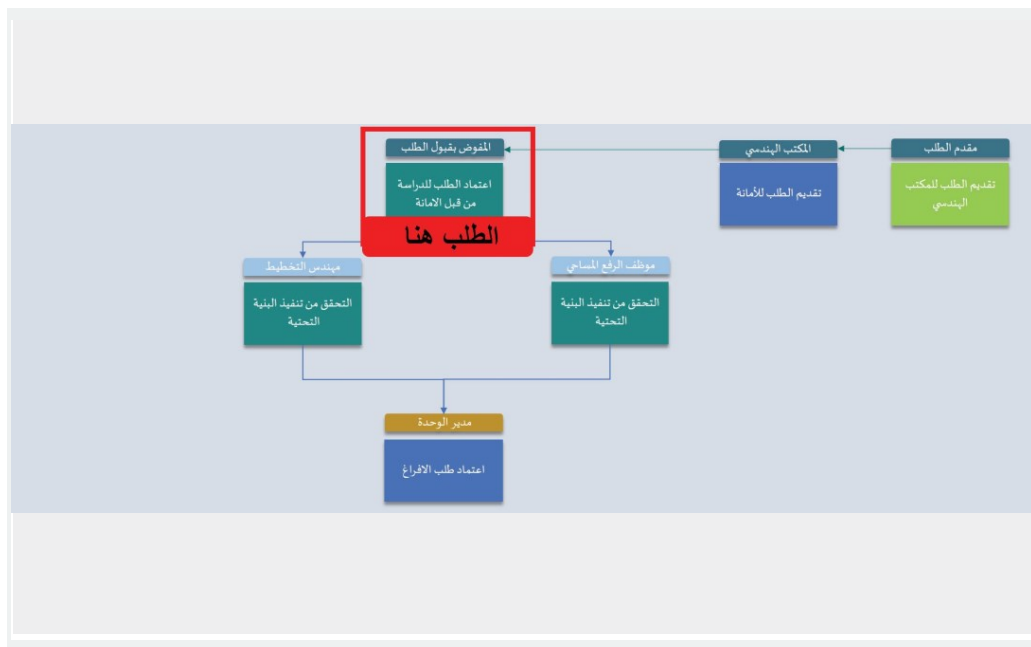 مقدم الطلب
تقديم الطلب للمكتب
الهندسي
المكتب الهندسي
تقديم الطلب للأمانة
المفوض بقبول الطلب
اعتماد الطلب للدراسة
من قبل الامانة
الطلب هنا
موظف الرفع المساحي
التحقق من تنفيذ البنية
التحتية
مهندس التخطيط
التحقق من تنفيذ البنية
التحتية
مدير الوحدة
اعتماد طلب الافراغ